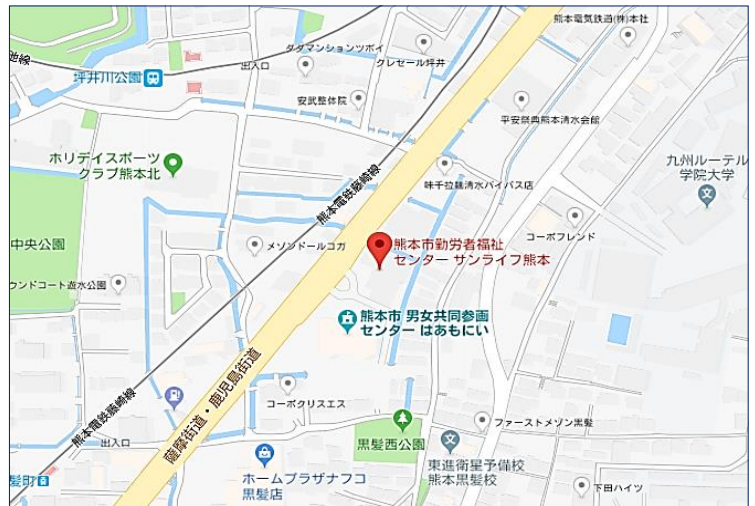 熊本電気鉄道(株)本社
ダダマンションツボイ
出入口
クレセール坪井
池線
坪井川公園
安武整体院
平安祭典熊本清水会館
ホリデイスポーツ
クラブ熊本北
九州ルーテル
学院大学
味千拉麺清水バイパス店
熊本電鉄藤崎線
中央公園
メゾンドールコガ
熊本市勤労者福祉
センター サンライフ熊本
コーポフレンド
ウンドコート遊水公園
熊本市 男女共同参画
センター はあもにい
薩摩街道・鹿児島街道
熊本電鉄藤崎線
コーポクリスエス
出入口
黒髪西公園
ファーストメゾン黒髪
東進衛星予備校
熊本黒髪校
ホームプラザナフコ
黒髪店
髪町
下田ハイツ